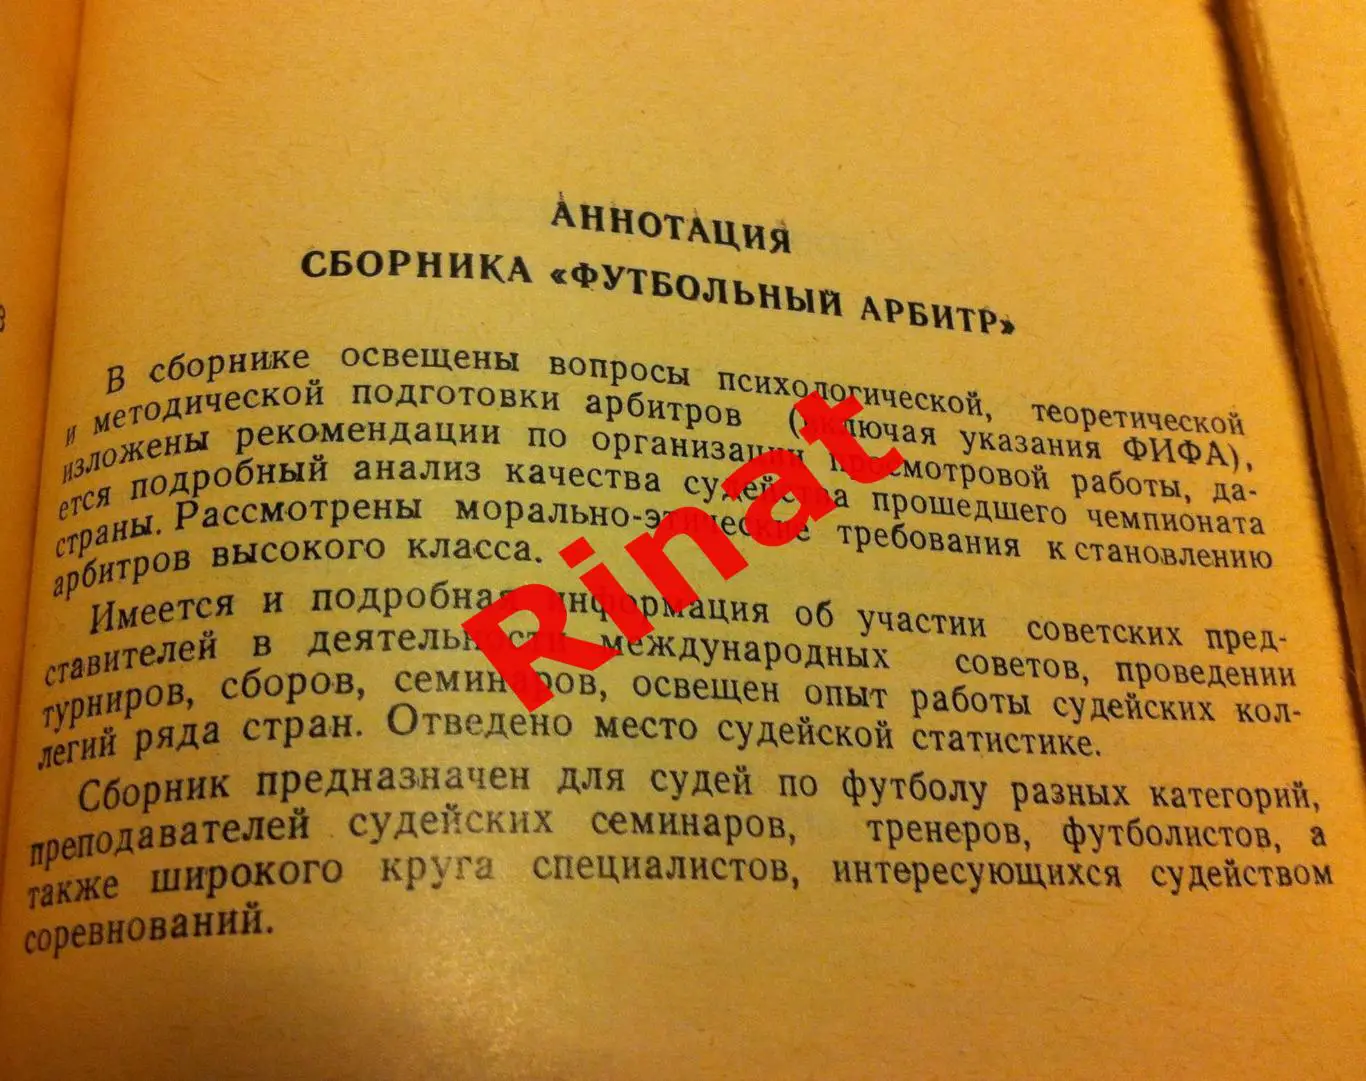 АННОТАЦИЯ
СБОРНИКА «ФУТБОЛЬНЫЙ АРБИТР»
В сборнике освещены вопросы психологической, теоретической
и методической подготовки арбитров (включая указания ФИФА),
изложены рекомендации по организации просмотровой работы, да-
ется подробный анализ качества судейства прошедшего чемпионата
страны. Рассмотрены морально-этические требования к становлению
арбитров высокого класса.
Имеется и подробная информация об участии советских пред-
ставителей в деятельности международных советов, проведении
турниров, сборов, семинаров, освещен опыт работы судейских кол-
легий ряда стран. Отведено место судейской статистике.
Сборник предназначен для судей по футболу разных категорий,
преподавателей судейских семинаров, тренеров, футболистов, а
также широкого круга специалистов, интересующихся судейством
соревнований.
Rinat